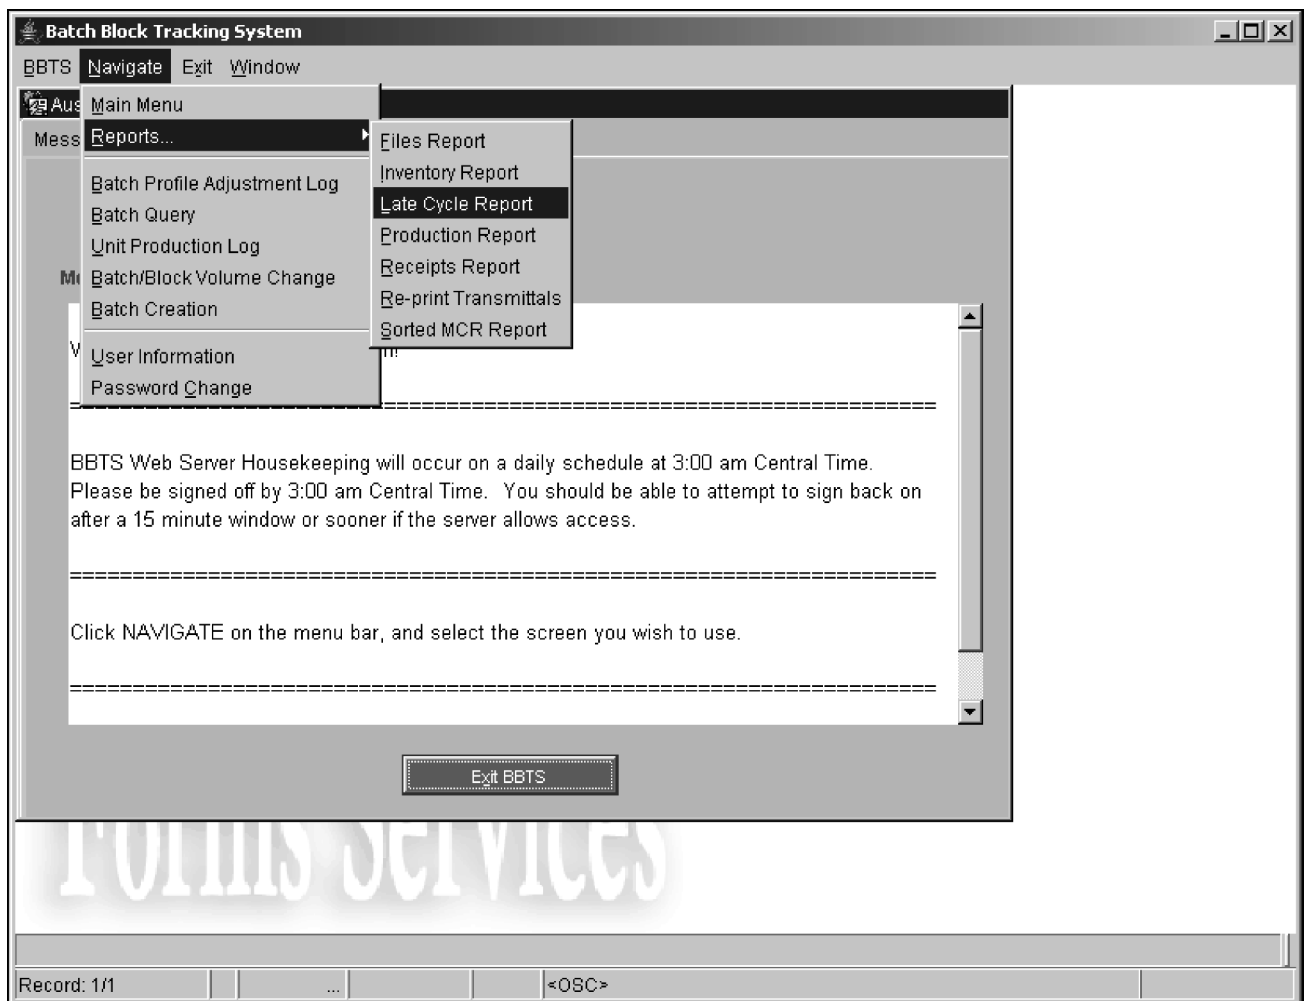 Batch Block Tracking System
BBTS Navigate Exit Window
Aus
Main Menu
Mess
Reports...
Files Report
Inventory Report
Late Cycle Report
Production Report
Receipts Report
Re-print Transmittals
Sorted MCR Report
Batch Profile Adjustment Log
Batch Query
Unit Production Log
Batch/Block Volume Change
Batch Creation
User Information
Password Change
=====================================================================
BBTS Web Server Housekeeping will occur on a daily schedule at 3:00 am Central Time.
Please be signed off by 3:00 am Central Time. You should be able to attempt to sign back on
after a 15 minute window or sooner if the server allows access.
=====================================================================
Click NAVIGATE on the menu bar, and select the screen you wish to use.
=====================================================================
Exit BBTS
Forms Services
Record: 1/1 ... <OSC>